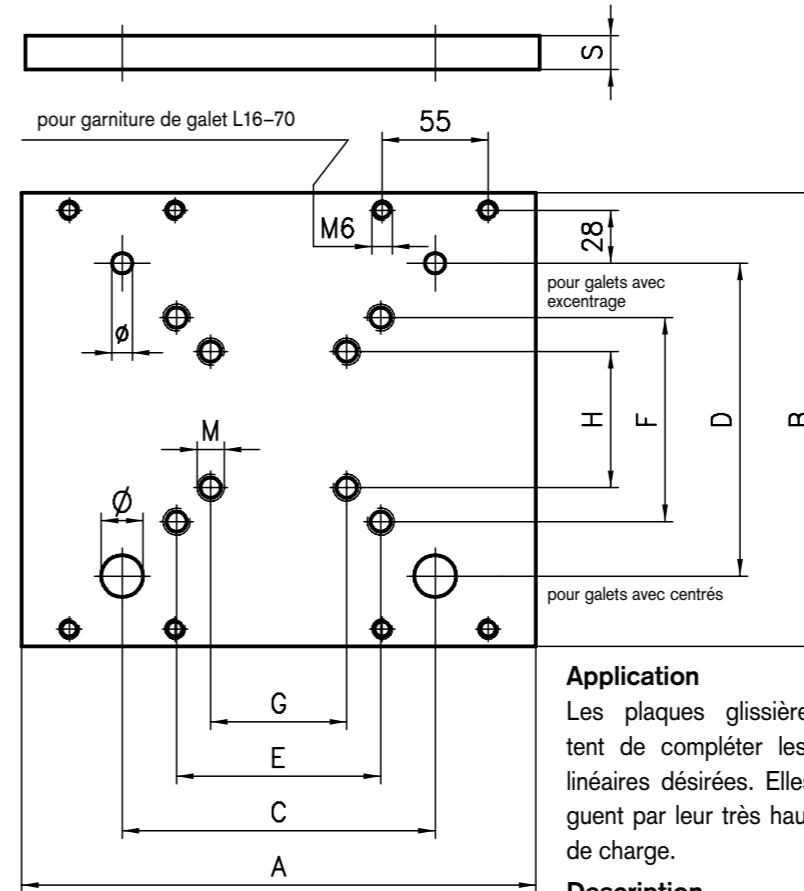 S
pour garniture de galet L16–70
55
M6
28
pour galets avec
excentrage
ø
M
H
F
D
B
Ø
pour galets avec centrés
G
E
C
A
Application
Les plaques glissière
tent de compléter les
linéaires désirées. Elles
guent par leur très hau
de charge.
Description